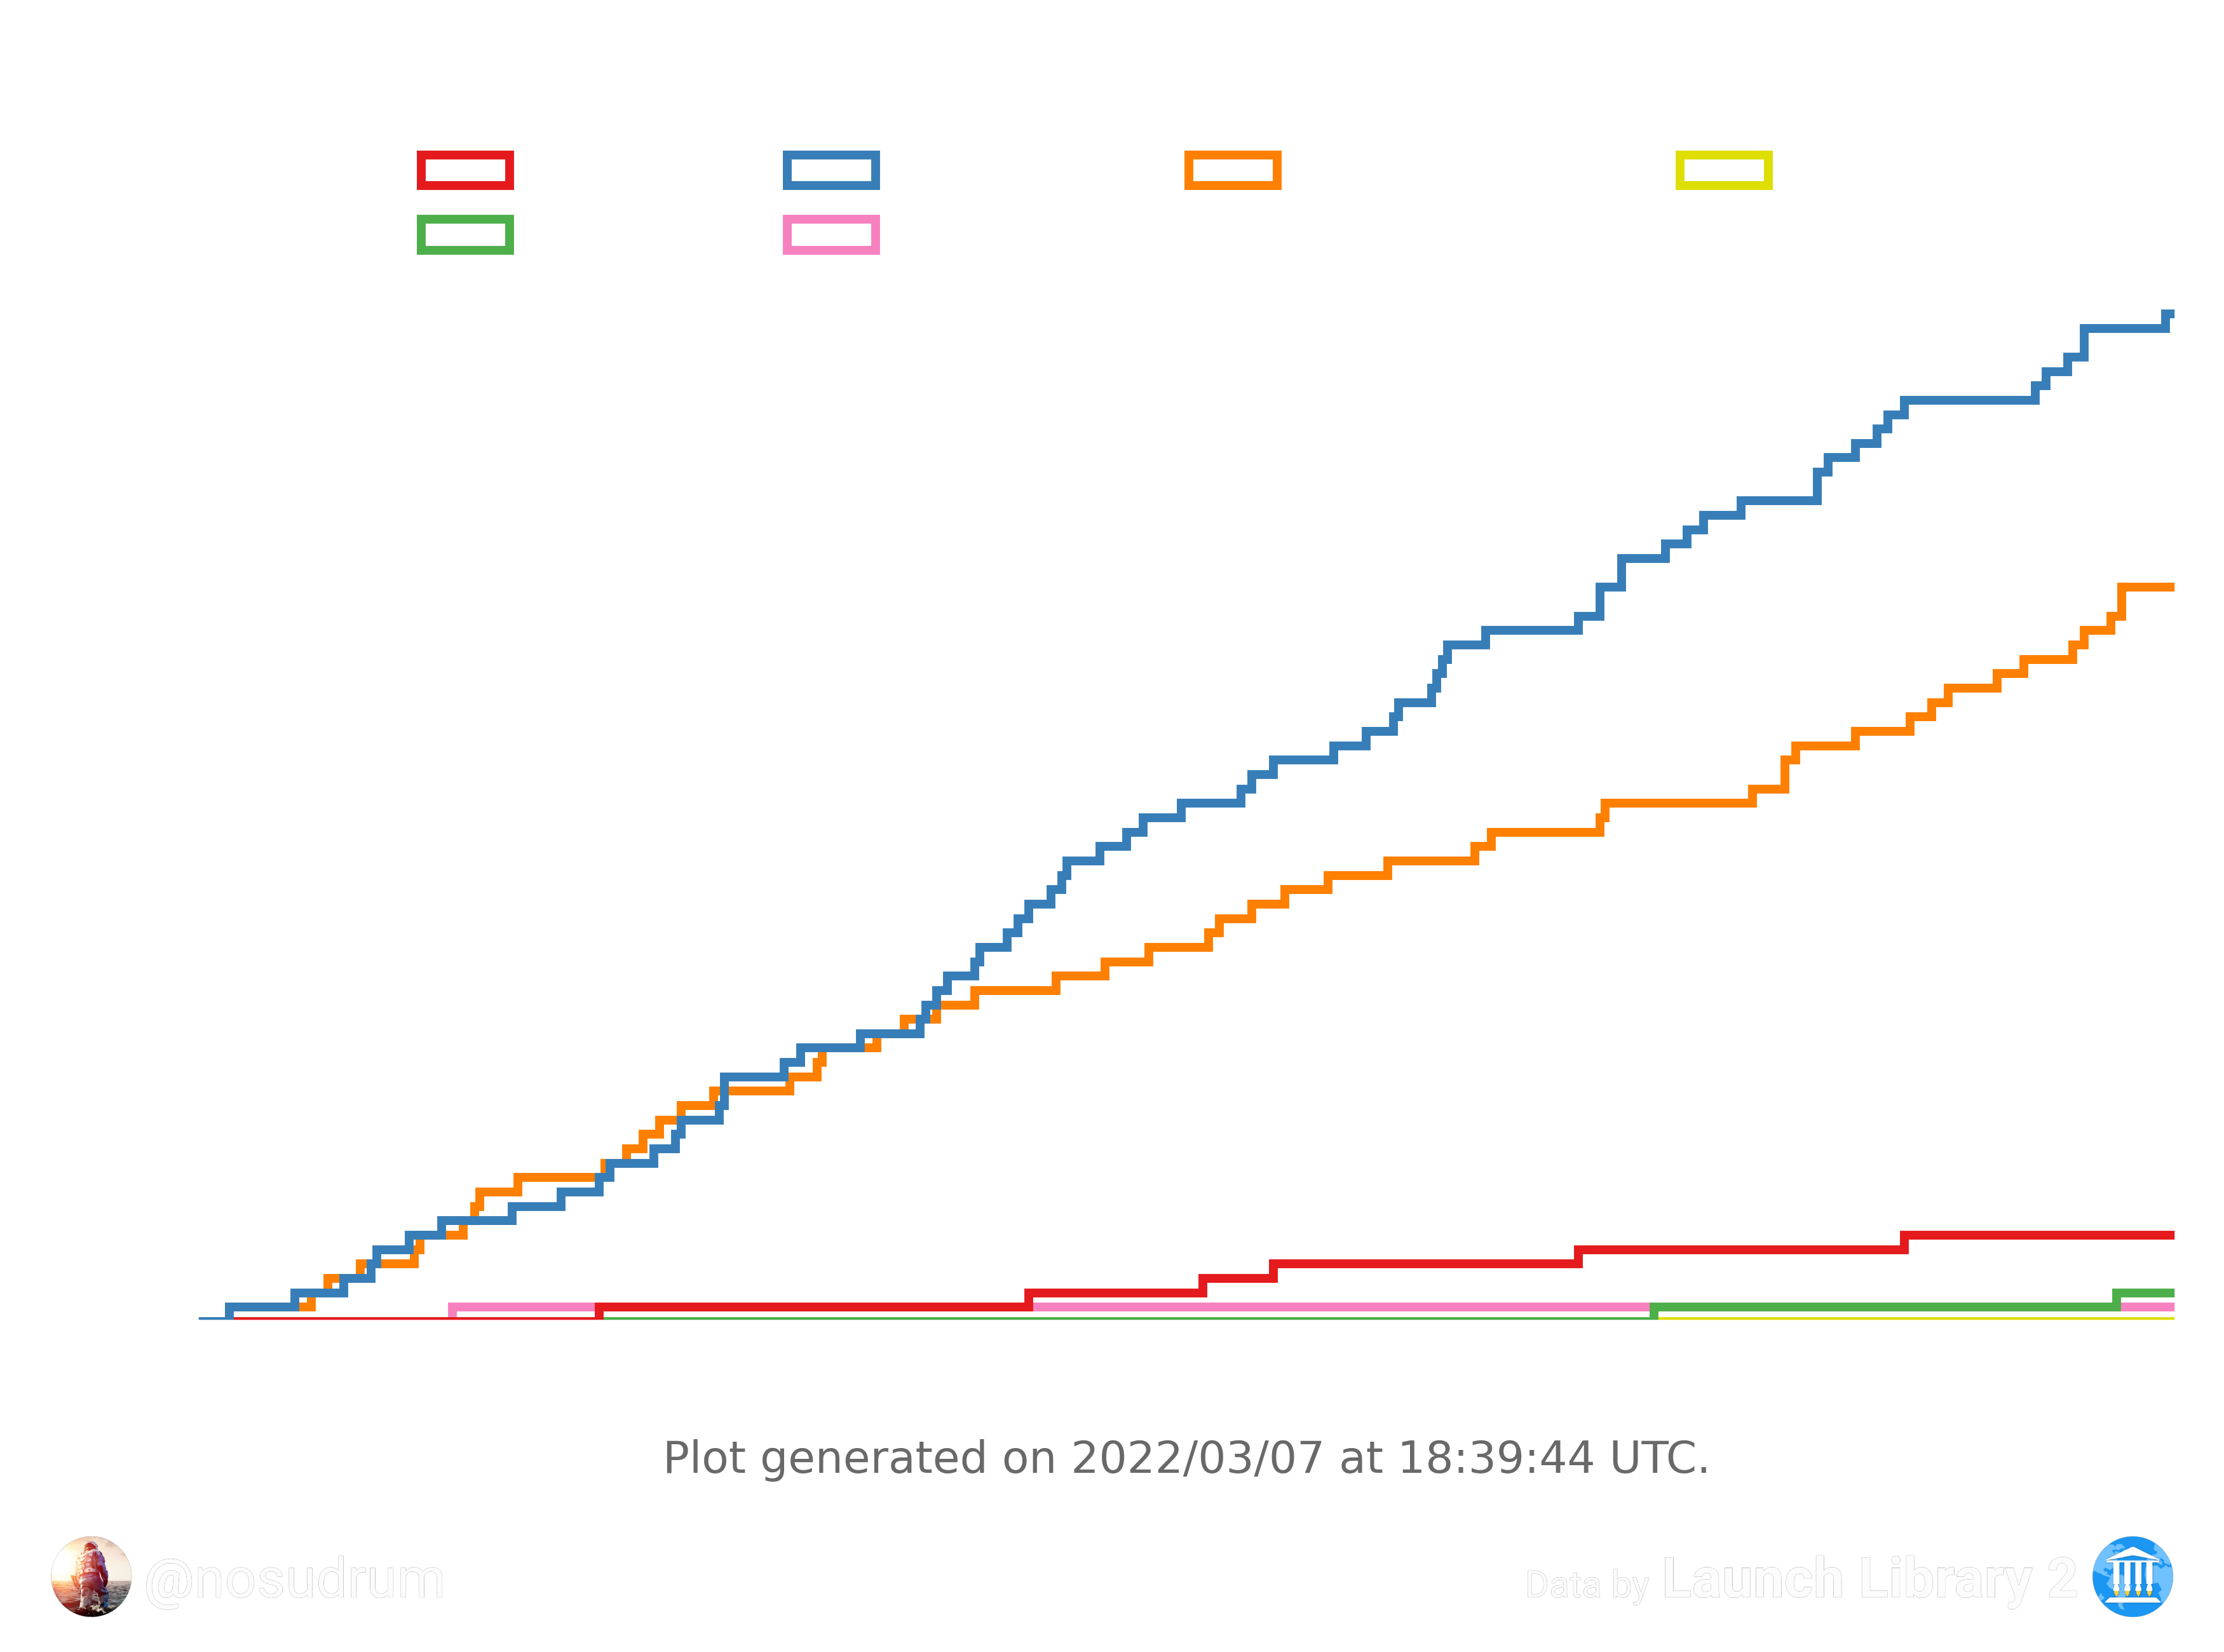 Plot generated on 2022/03/07 at 18:39:44 UTC.
@nosudrum
Data by Launch Library 2